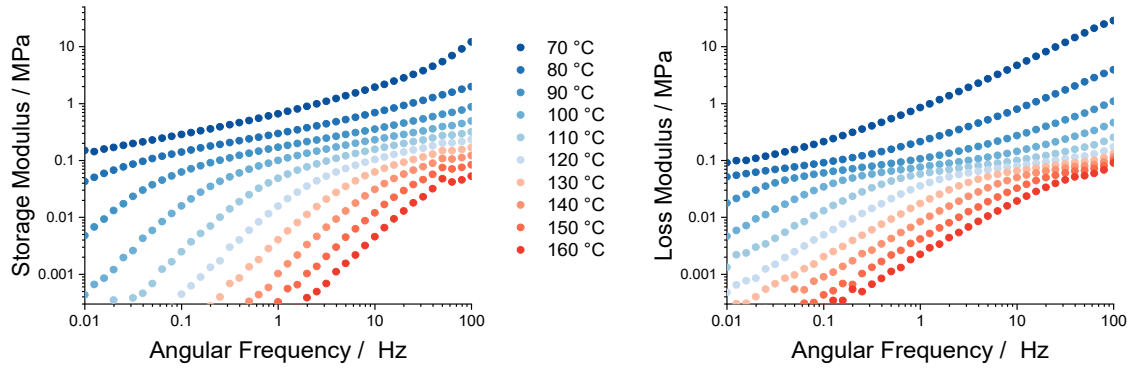 Storage Modulus / MPa
10
1
0.1
0.01
0.001
0.01
0.1
1
10
100
Angular Frequency / Hz
70 °C
80 °C
90 °C
100 °C
110 °C
120 °C
130 °C
140 °C
150 °C
160 °C
Loss Modulus / MPa
10
1
0.1
0.01
0.001
0.01
0.1
1
10
100
Angular Frequency / Hz